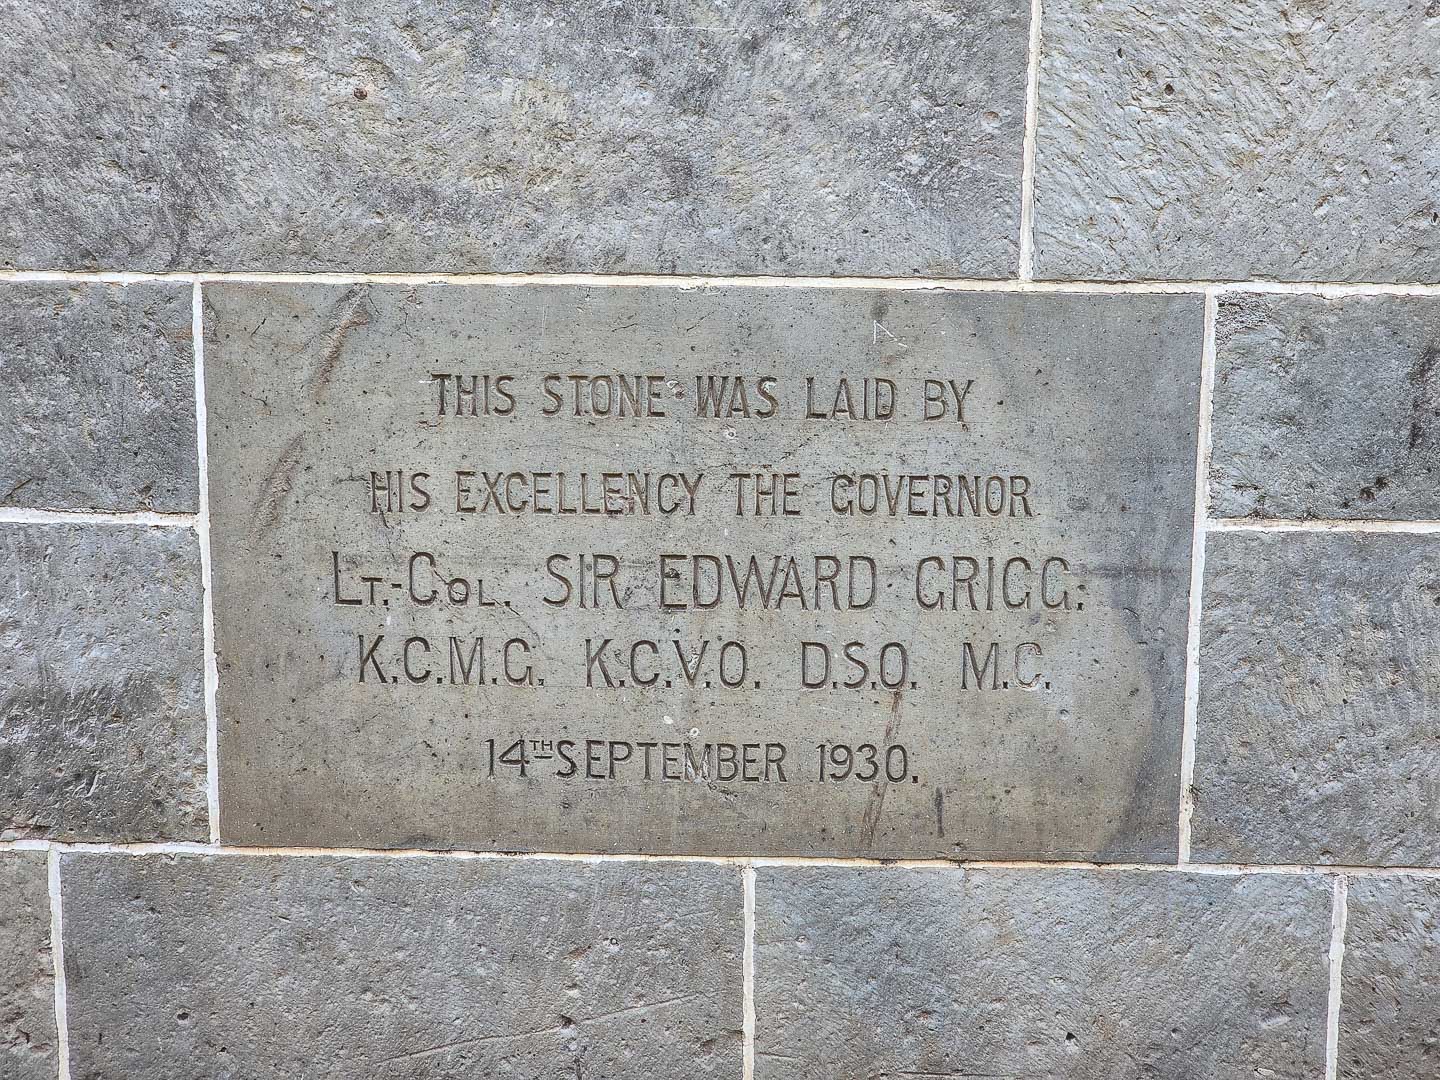 THIS STONE WAS LAID BY
HIS EXCELLENCY THE GOVERNOR
LT.-COL. SIR EDWARD GRIGG.
K.C.M.G. K.C.V.O. D.S.O. M.C.
14TH SEPTEMBER 1930.